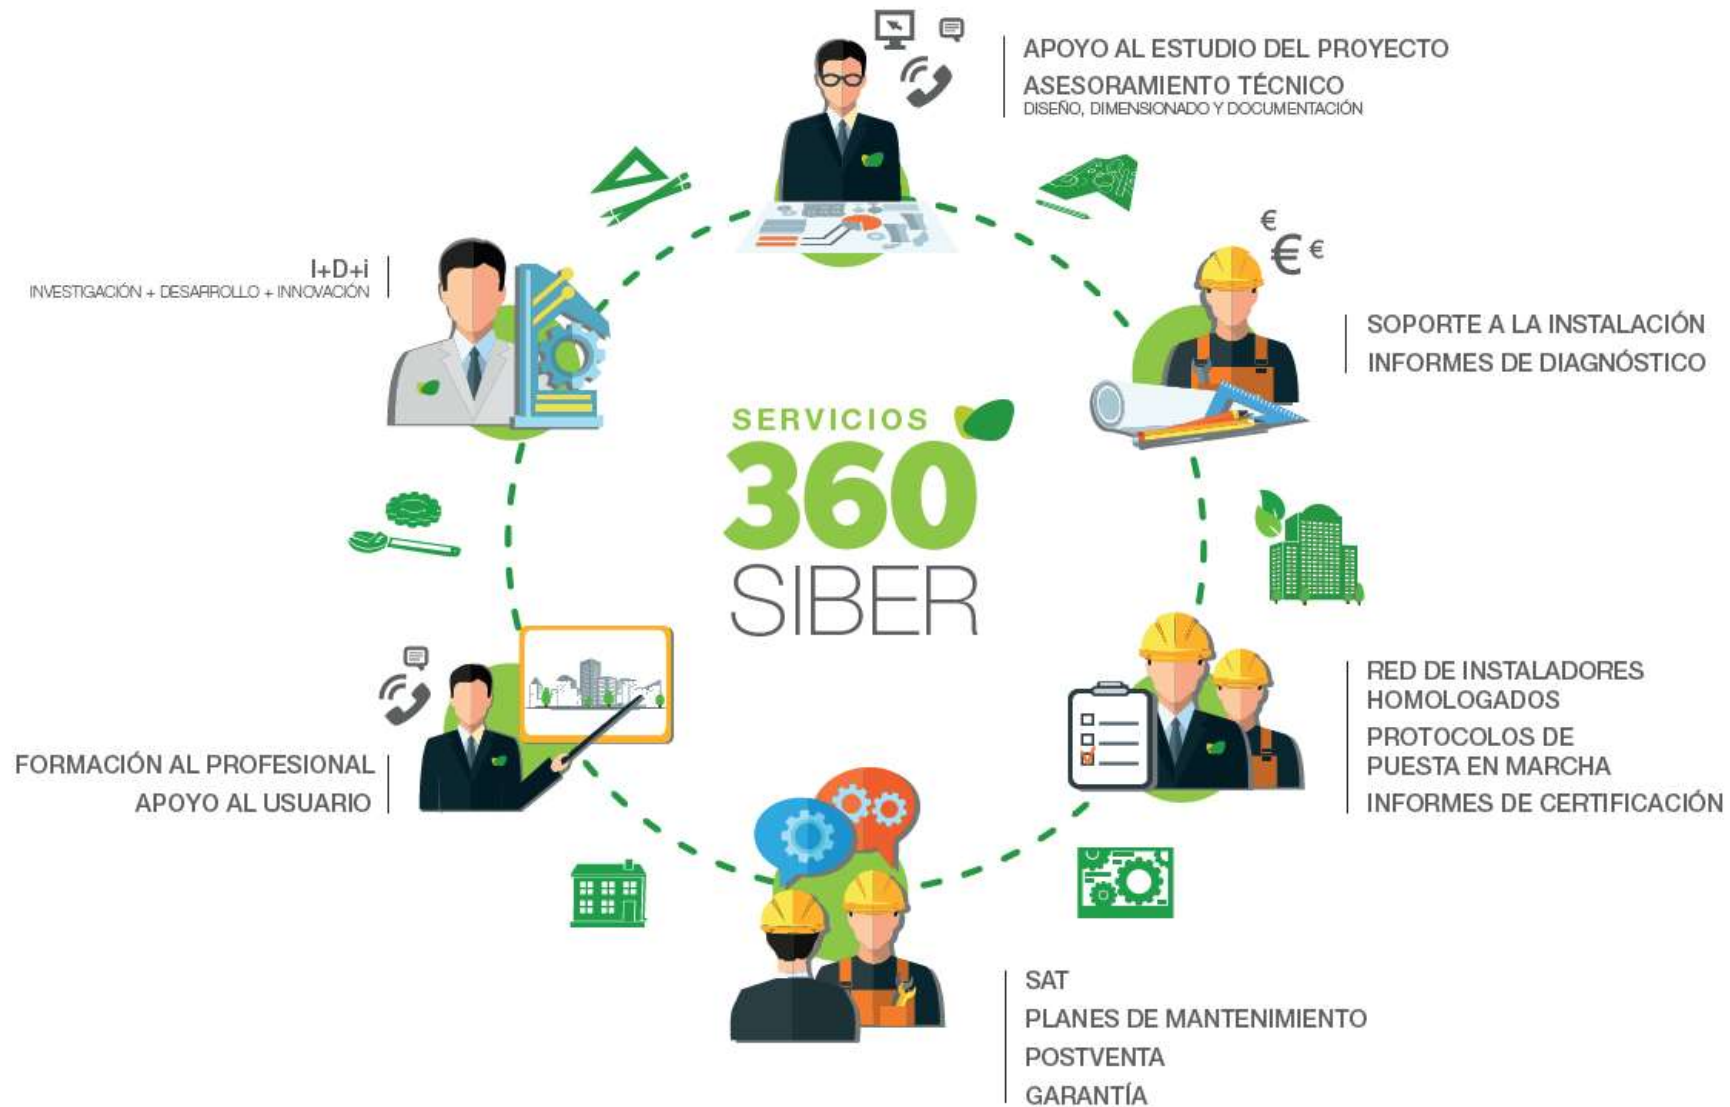 APOYO AL ESTUDIO DEL PROYECTO
ASESORAMIENTO TÉCNICO
DISEÑO, DIMENSIONADO Y DOCUMENTACIÓN
€
€
€
SOPORTE A LA INSTALACIÓN
INFORMES DE DIAGNÓSTICO
RED DE INSTALADORES
HOMOLOGADOS
PROTOCOLOS DE
PUESTA EN MARCHA
INFORMES DE CERTIFICACIÓN
SAT
PLANES DE MANTENIMIENTO
POSTVENTA
GARANTÍA
FORMACIÓN AL PROFESIONAL
APOYO AL USUARIO
I+D+i
INVESTIGACIÓN + DESARROLLO + INNOVACIÓN
SERVICIOS
360
SIBER